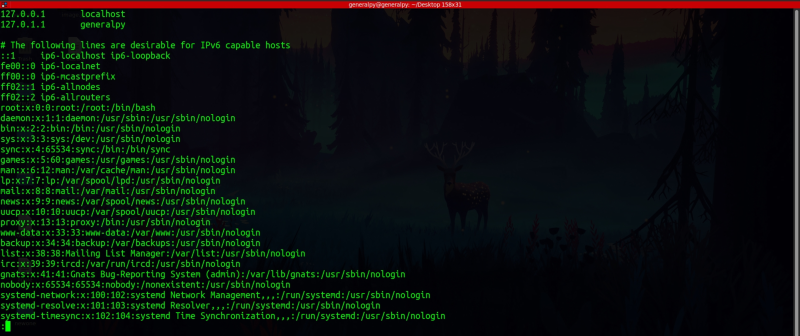 generalpy@generalpy: ~/Desktop 158x31
127.0.0.1 localhost
127.0.1.1 generalpy
# The following lines are desirable for IPv6 capable hosts
::1 ip6-localhost ip6-loopback
fe00::0 ip6-localnet
ff00::0 ip6-mcastprefix
ff02::1 ip6-allnodes
ff02::2 ip6-allrouters
root:x:0:0:root:/root:/bin/bash
daemon:x:1:1:daemon:/usr/sbin:/usr/sbin/nologin
bin:x:2:2:bin:/bin:/usr/sbin/nologin
sys:x:3:3:sys:/dev:/usr/sbin/nologin
sync:x:4:65534:sync:/bin:/bin/sync
games:x:5:60:games:/usr/games:/usr/sbin/nologin
man:x:6:12:man:/var/cache/man:/usr/sbin/nologin
lp:x:7:7:lp:/var/spool/lpd:/usr/sbin/nologin
mail:x:8:8:mail:/var/mail:/usr/sbin/nologin
news:x:9:9:news:/var/spool/news:/usr/sbin/nologin
uucp:x:10:10:uucp:/var/spool/uucp:/usr/sbin/nologin
proxy:x:13:13:proxy:/bin:/usr/sbin/nologin
www-data:x:33:33:www-data:/var/www:/usr/sbin/nologin
backup:x:34:34:backup:/var/backups:/usr/sbin/nologin
list:x:38:38:Mailing List Manager:/var/list:/usr/sbin/nologin
irc:x:39:39:ircd:/var/run/ircd:/usr/sbin/nologin
gnats:x:41:41:Gnats Bug-Reporting System (admin):/var/lib/gnats:/usr/sbin/nologin
nobody:x:65534:65534:nobody:/nonexistent:/usr/sbin/nologin
systemd-network:x:100:102:systemd Network Management,,,:/run/systemd:/usr/sbin/nologin
systemd-resolve:x:101:103:systemd Resolver,,,:/run/systemd:/usr/sbin/nologin
systemd-timesync:x:102:104:systemd Time Synchronization,,,:/run/systemd:/usr/sbin/nologin
: